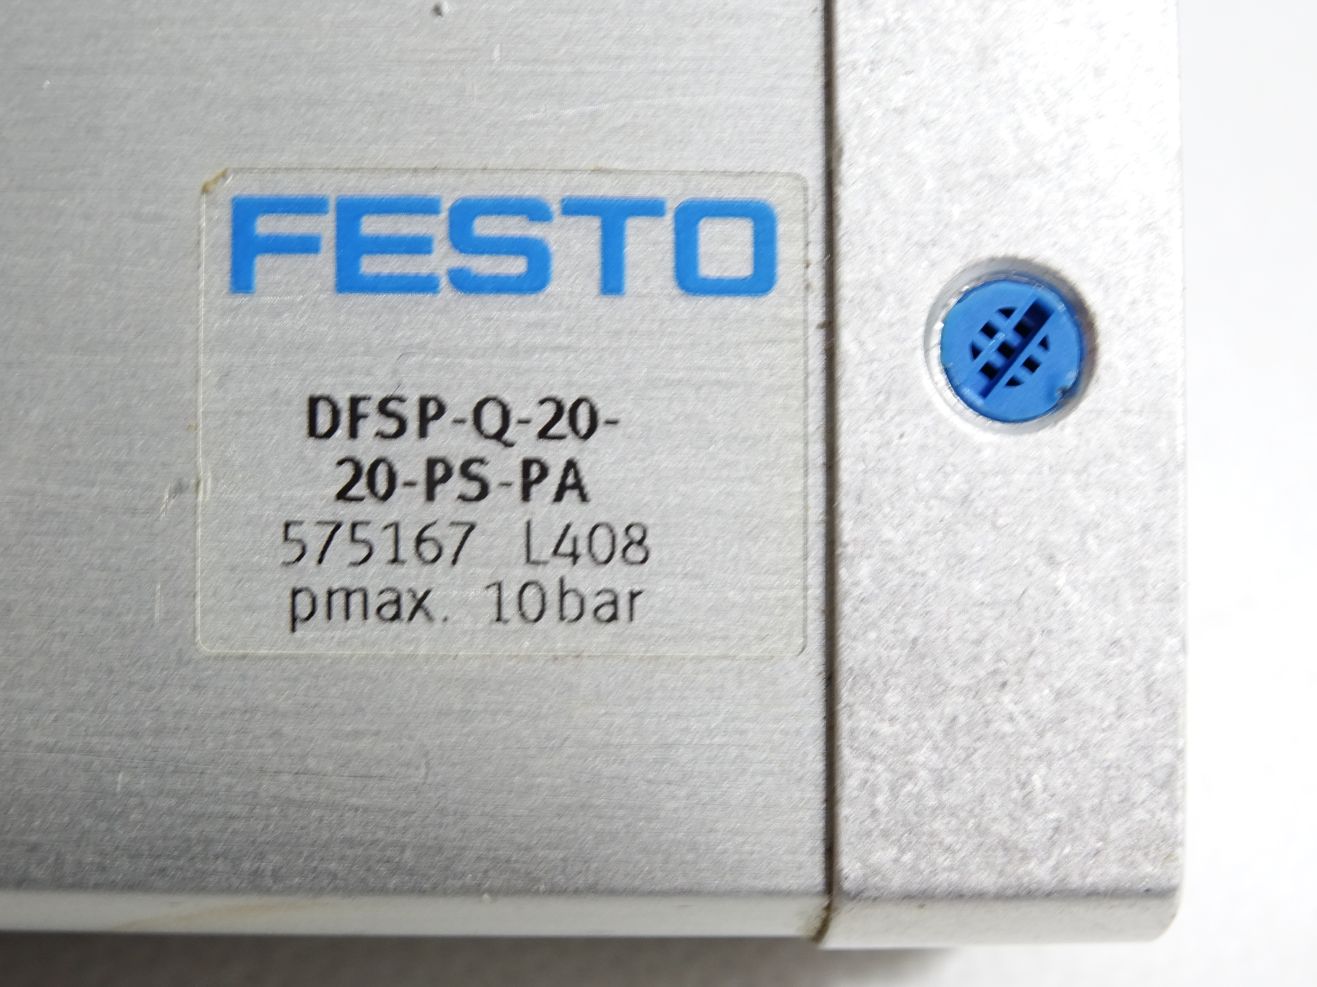 FESTO
DFSP-Q-20-
20-PS-PA
575167 L408
pmax. 10bar